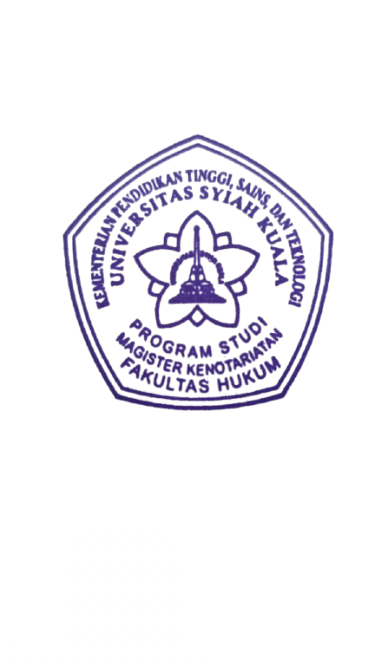 KEMENTERIAN PENDIDIKAN TINGGI, SAINS, DAN TEKNOLOGI
UNIVERSITAS SYIAH KUALA
PROGRAM STUDI
MAGISTER KENOTARIATAN
FAKULTAS HUKUM